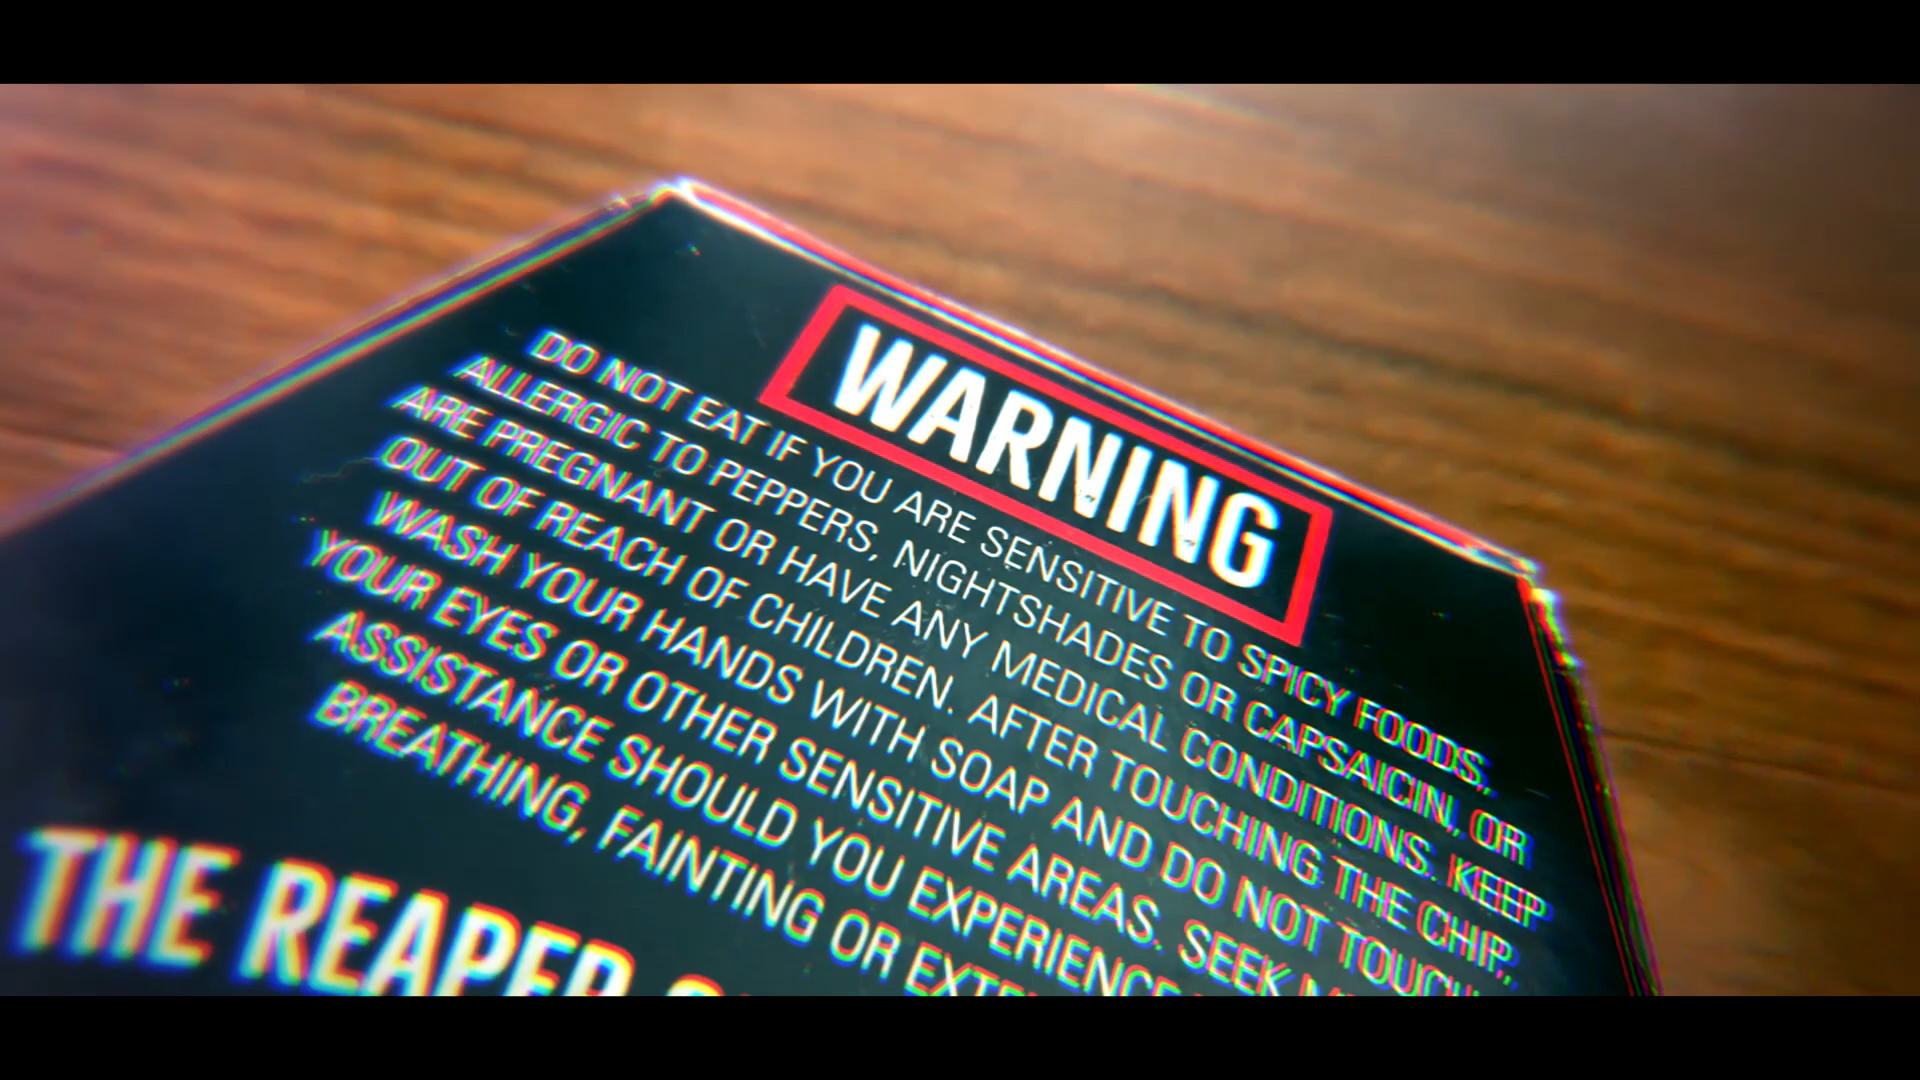 WARNING
DO NOT EAT IF YOU ARE SENSITIVE TO SPICY FOODS,
ALLERGIC TO PEPPERS, NIGHTSHADES OR CAPSAICIN, OR
ARE PREGNANT OR HAVE ANY MEDICAL CONDITIONS. KEEP
OUT OF REACH OF CHILDREN. AFTER TOUCHING THE CHIP,
WASH YOUR HANDS WITH SOAP AND DO NOT TOUCH
YOUR EYES OR OTHER SENSITIVE AREAS. SEEK
ASSISTANCE SHOULD YOU EXPERIENCE
BREATHING, FAINTING OR
THE REAPER